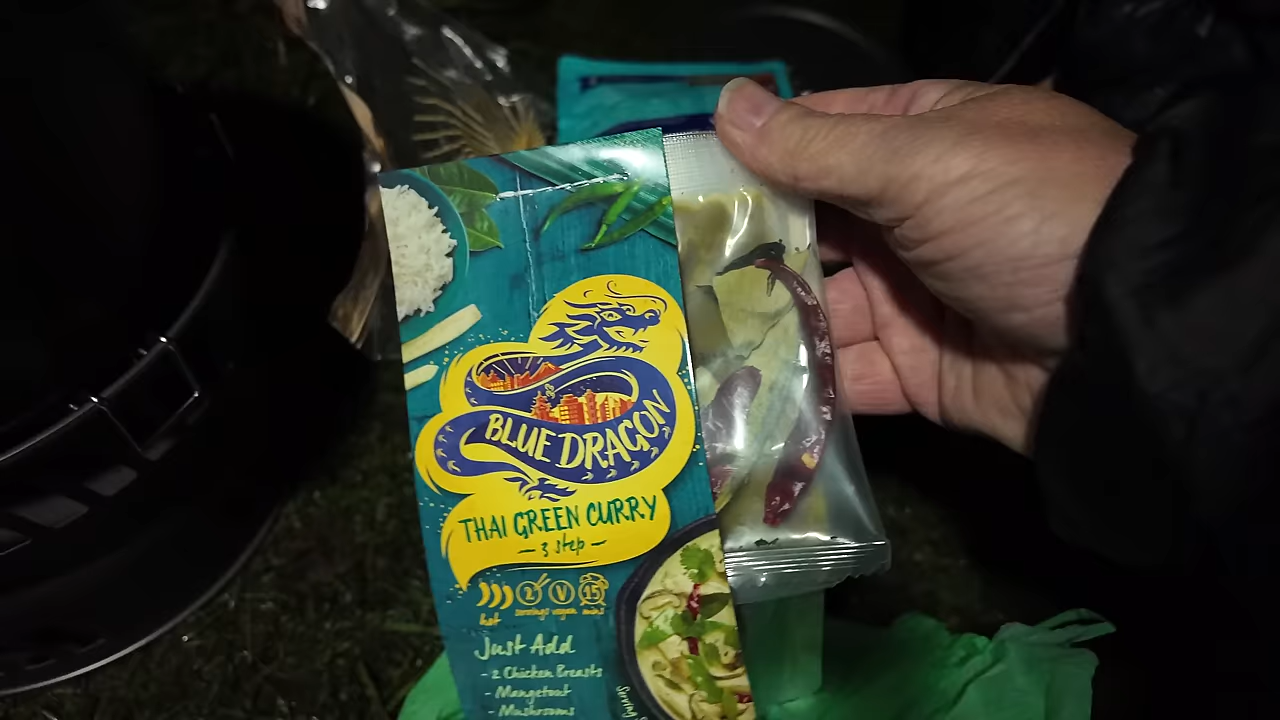 BLUE DRAGON
THAI GREEN CURRY
- 3 step -
2 V 15
hot servings vegan mins
Just Add
- 2 Chicken Breasts
- Mangetout
- Mushrooms
Serving